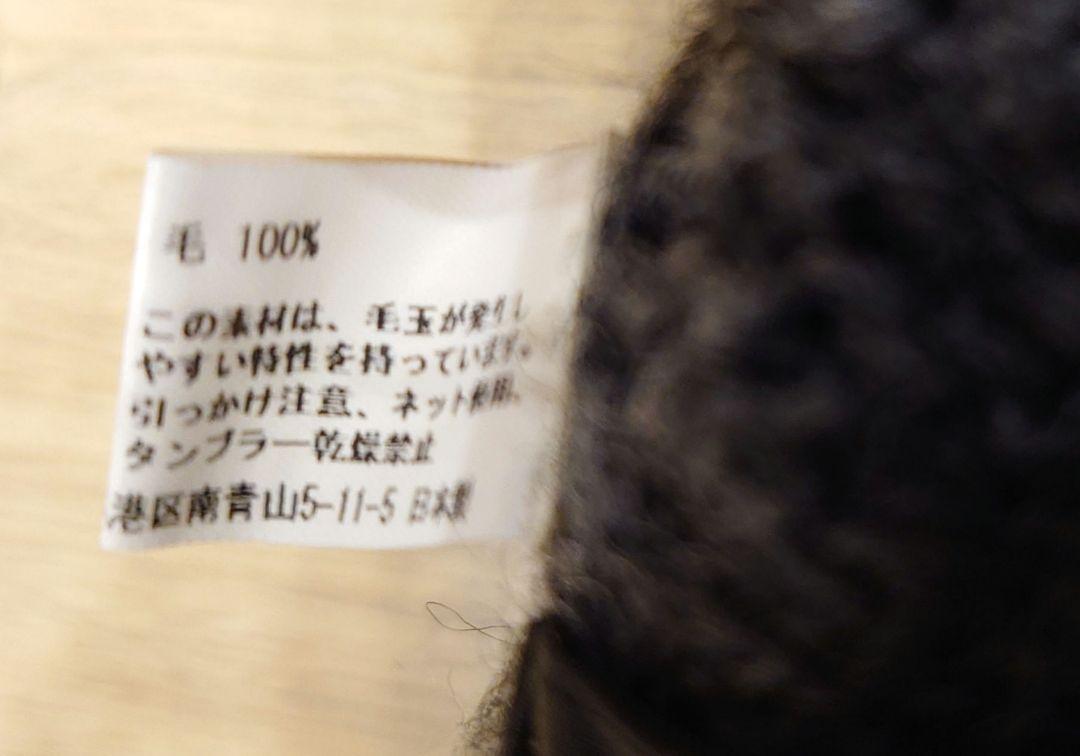 毛 100%
この素材は、毛玉が発生し
やすい特性を持っています。
引っかけ注意、ネット使用、
タンブラー乾燥禁止
港区南青山5-11-5 日本製